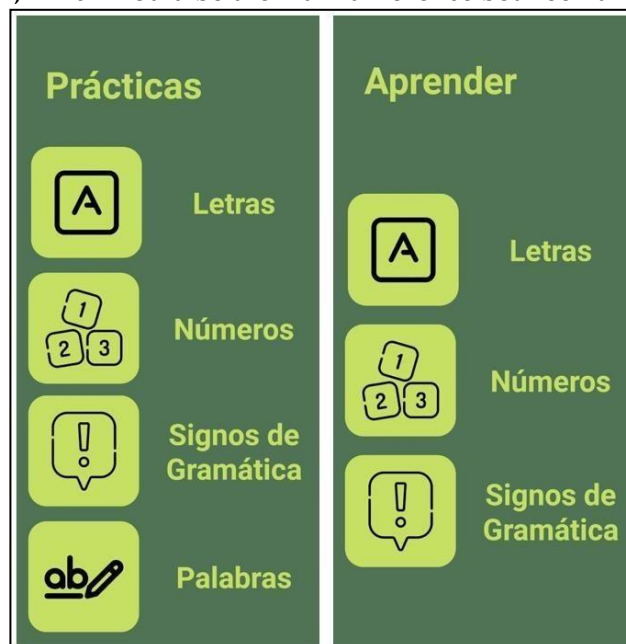 Prácticas
A
Letras
1
2 3
Números
!
Signos de
Gramática
ab
Palabras
Aprender
A
Letras
1
2 3
Números
!
Signos de
Gramática